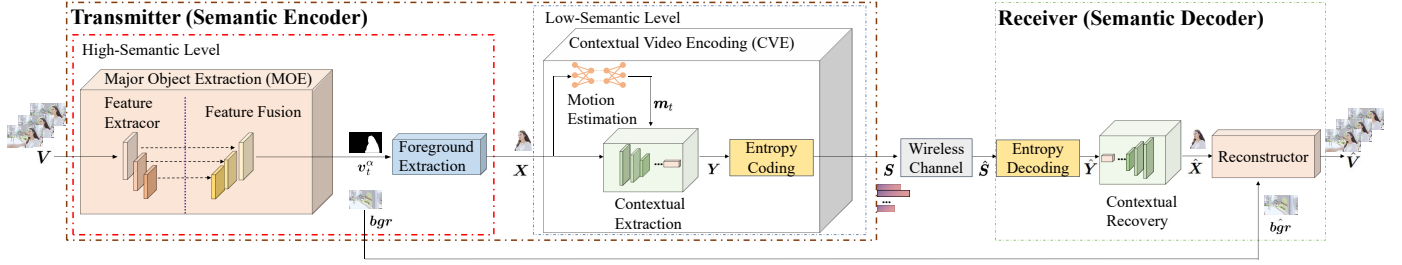 Transmitter (Semantic Encoder)
High-Semantic Level
Major Object Extraction (MOE)
Feature
Extracor
Feature Fusion
V
v_t^α
Foreground
Extraction
bgr
X
Low-Semantic Level
Contextual Video Encoding (CVE)
Motion
Estimation
m_t
Contextual
Extraction
Y
Entropy
Coding
S
...
Wireless
Channel
Ŝ
Receiver (Semantic Decoder)
Entropy
Decoding
Ŷ
Contextual
Recovery
X̂
Reconstructor
V̂
bĝr